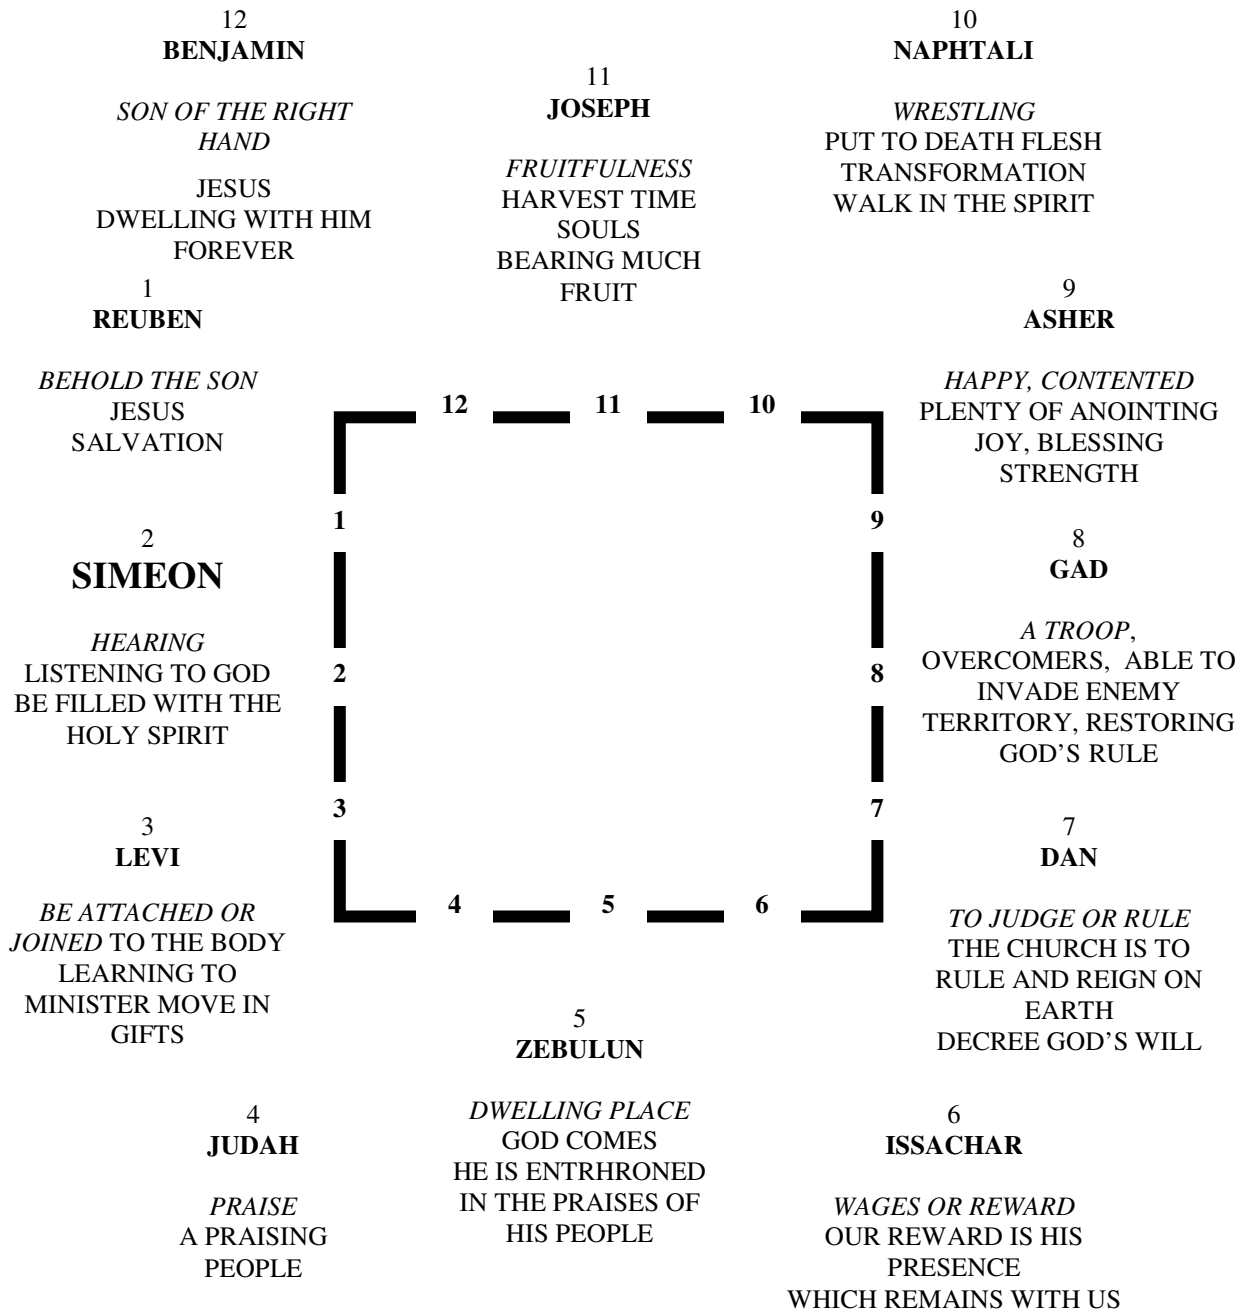 12
BENJAMIN
SON OF THE RIGHT
HAND
JESUS
DWELLING WITH HIM
FOREVER
11
JOSEPH
FRUITFULNESS
HARVEST TIME
SOULS
BEARING MUCH
FRUIT
10
NAPHTALI
WRESTLING
PUT TO DEATH FLESH
TRANSFORMATION
WALK IN THE SPIRIT
1
REUBEN
BEHOLD THE SON
JESUS
SALVATION
9
ASHER
HAPPY, CONTENTED
PLENTY OF ANOINTING
JOY, BLESSING
STRENGTH
12 11 10
1 9
2 8
3 7
4 5 6
2
SIMEON
HEARING
LISTENING TO GOD
BE FILLED WITH THE
HOLY SPIRIT
8
GAD
A TROOP,
OVERCOMERS, ABLE TO
INVADE ENEMY
TERRITORY, RESTORING
GOD'S RULE
3
LEVI
BE ATTACHED OR
JOINED TO THE BODY
LEARNING TO
MINISTER MOVE IN
GIFTS
7
DAN
TO JUDGE OR RULE
THE CHURCH IS TO
RULE AND REIGN ON
EARTH
DECREE GOD'S WILL
4
JUDAH
PRAISE
A PRAISING
PEOPLE
5
ZEBULUN
DWELLING PLACE
GOD COMES
HE IS ENTRHRONED
IN THE PRAISES OF
HIS PEOPLE
6
ISSACHAR
WAGES OR REWARD
OUR REWARD IS HIS
PRESENCE
WHICH REMAINS WITH US